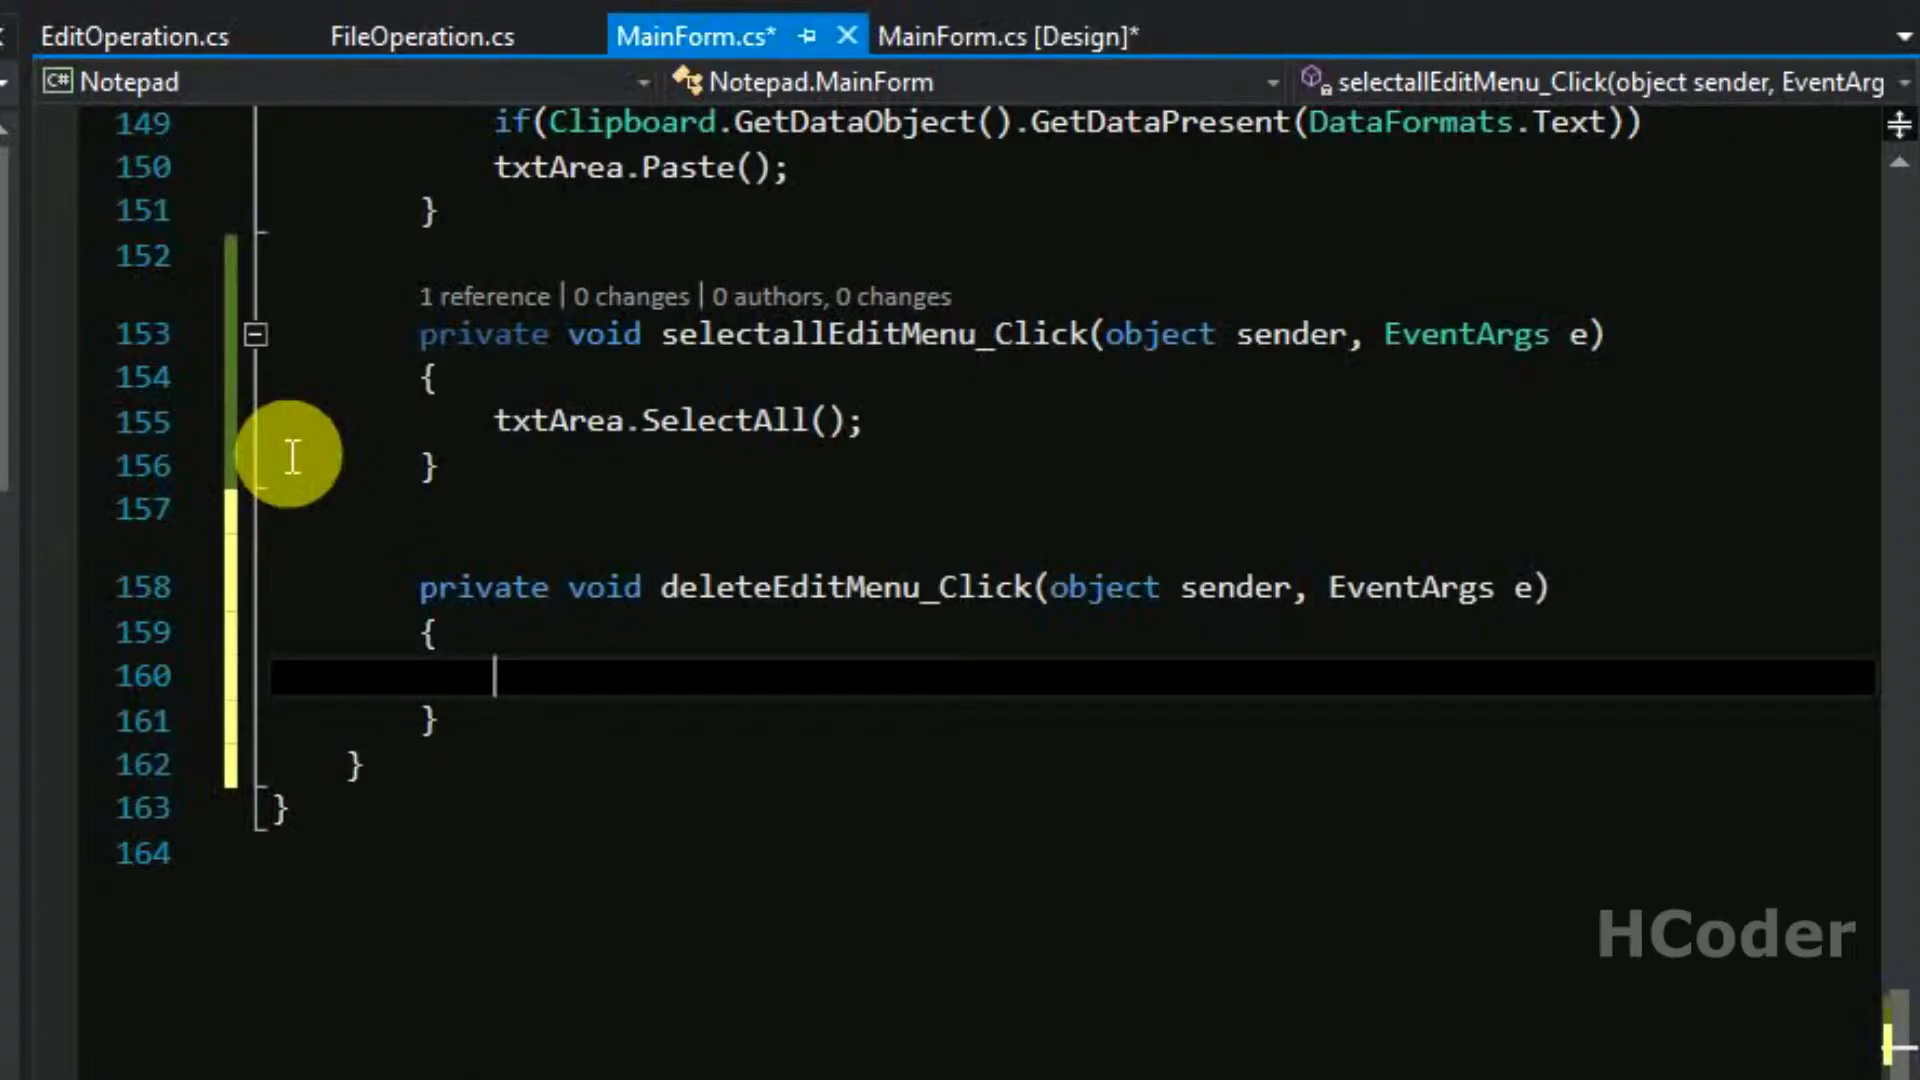 EditOperation.cs FileOperation.cs MainForm.cs* MainForm.cs [Design]*
C# Notepad Notepad.MainForm selectallEditMenu_Click(object sender, EventArg
149 if(Clipboard.GetDataObject().GetDataPresent(DataFormats.Text))
150 txtArea.Paste();
151 }
152
1 reference | 0 changes | 0 authors, 0 changes
153 private void selectallEditMenu_Click(object sender, EventArgs e)
154 {
155 txtArea.SelectAll();
156 }
157
158 private void deleteEditMenu_Click(object sender, EventArgs e)
159 {
160
161 }
162 }
163 }
164
HCoder